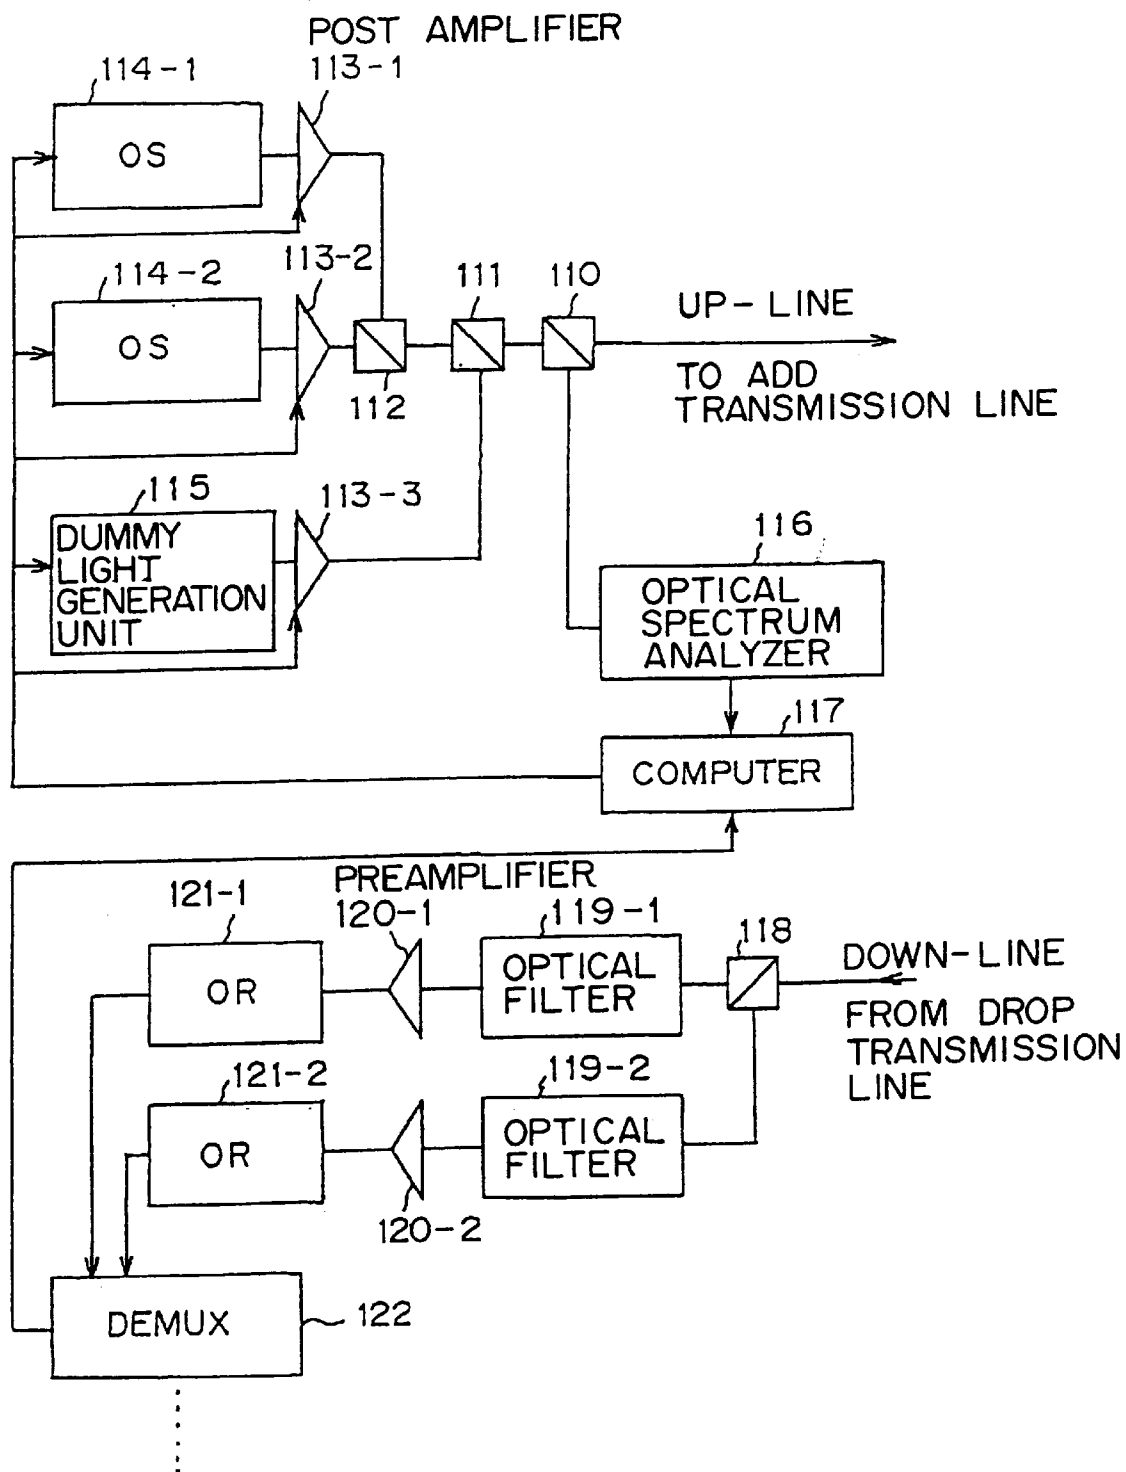 POST AMPLIFIER
114-1
113-1
OS
114-2
113-2
111
110
OS
112
UP-LINE
TO ADD
TRANSMISSION LINE
115
113-3
DUMMY
LIGHT
GENERATION
UNIT
116
OPTICAL
SPECTRUM
ANALYZER
117
COMPUTER
PREAMPLIFIER
121-1
120-1
119-1
118
OR
OPTICAL
FILTER
DOWN-LINE
FROM DROP
TRANSMISSION
LINE
121-2
119-2
OR
OPTICAL
FILTER
120-2
DEMUX
122